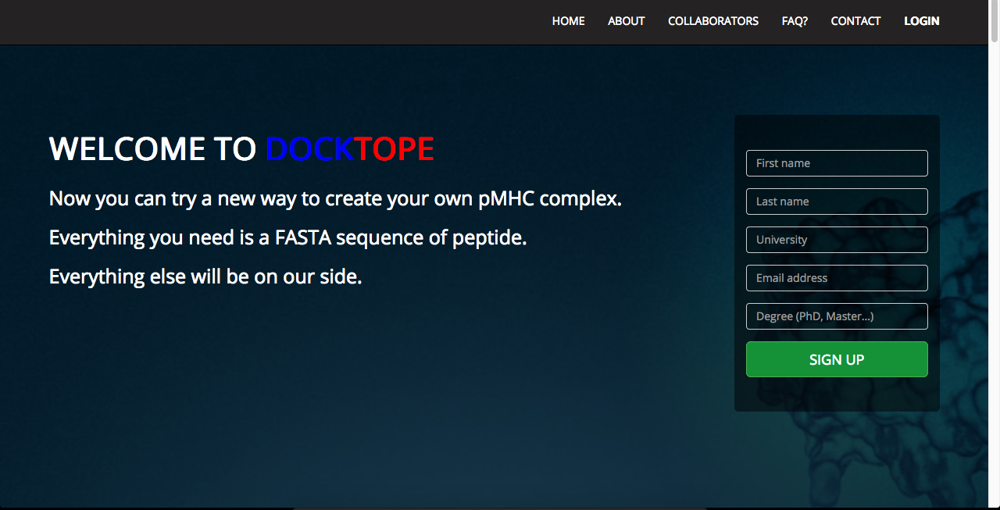 HOME ABOUT COLLABORATORS FAQ? CONTACT LOGIN
WELCOME TO DOCKTOPE
Now you can try a new way to create your own pMHC complex.
Everything you need is a FASTA sequence of peptide.
Everything else will be on our side.
First name
Last name
University
Email address
Degree (PhD, Master...)
SIGN UP